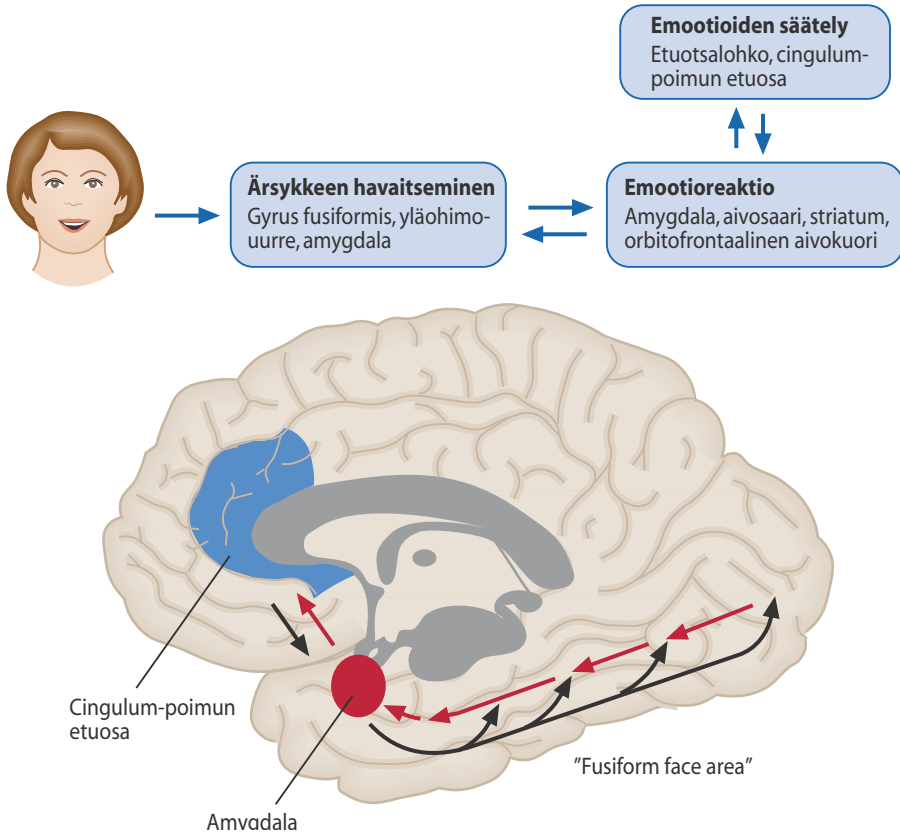 Emootioiden säätely
Etuotsalohko, cingulum-
poimun etuosa
Ärsykkeen havaitseminen
Gyrus fusiformis, yläohimo-
uurre, amygdala
Emootioreaktio
Amygdala, aivosaari, striatum,
orbitofrontaalinen aivokuori
Cingulum-poimun
etuosa
"Fusiform face area"
Amygdala